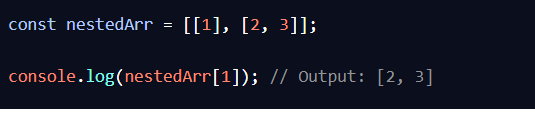 const nestedArr = [[1], [2, 3]];
console.log(nestedArr[1]); // Output: [2, 3]